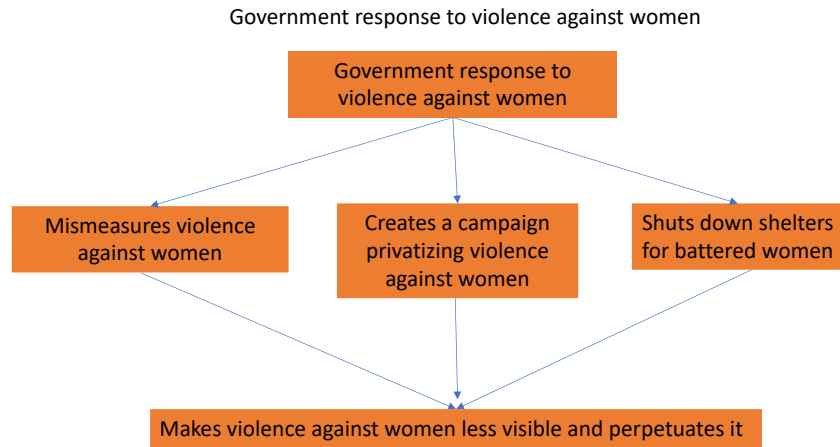 Government response to violence against women
Government response to
violence against women
Mismeasures violence
against women
Creates a campaign
privatizing violence
against women
Shuts down shelters
for battered women
Makes violence against women less visible and perpetuates it